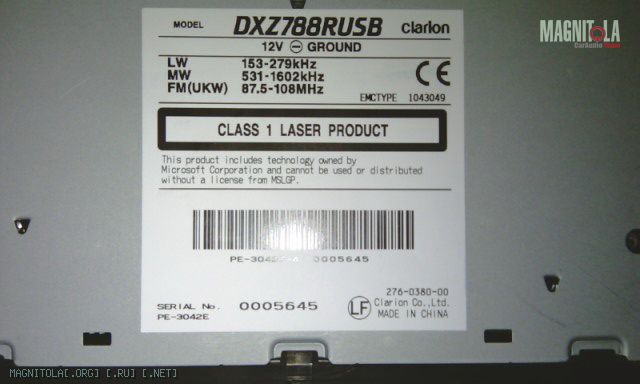 MAGNITOLA
CarAudio
MODEL DXZ788RUSB clarion
12V ⊖ GROUND
LW 153-279kHz
MW 531-1602kHz
FM(UKW) 87.5-108MHz
CE
EMCTYPE 1043049
CLASS 1 LASER PRODUCT
This product includes technology owned by
Microsoft Corporation and cannot be used or distributed
without a license from MSLGP.
0005645
276-0380-00
SERIAL No. 0005645
LF Clarion Co.,Ltd.
PE-3042E
MADE IN CHINA
MAGNITOLA[.ORG] [.RU] [.NET]